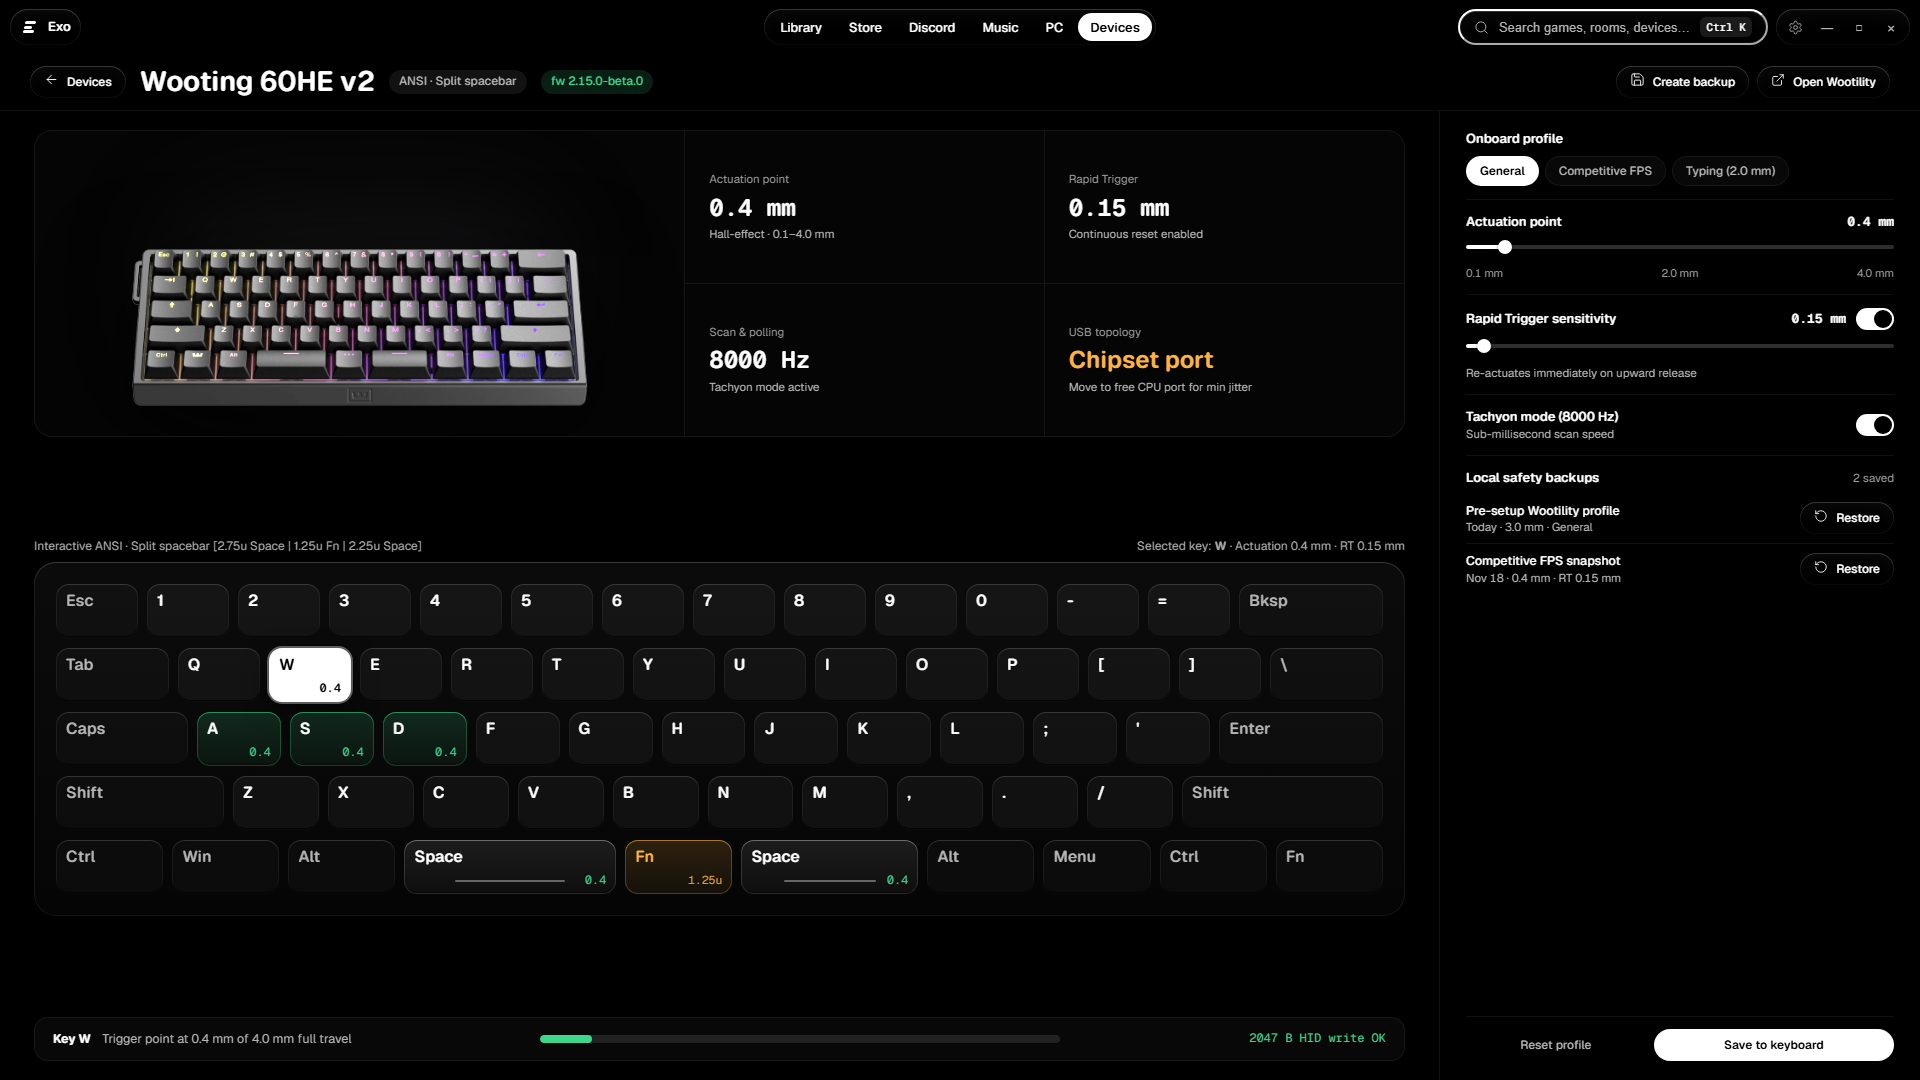 Exo
Library
Store
Discord
Music
PC
Devices
Search games, rooms, devices...
Ctrl K
Devices
Wooting 60HE v2
ANSI · Split spacebar
fw 2.15.0-beta.0
Create backup
Open Wootility
Actuation point
0.4 mm
Hall-effect · 0.1–4.0 mm
Rapid Trigger
0.15 mm
Continuous reset enabled
Scan & polling
8000 Hz
Tachyon mode active
USB topology
Chipset port
Move to free CPU port for min jitter
Interactive ANSI · Split spacebar [2.75u Space | 1.25u Fn | 2.25u Space]
Selected key: W · Actuation 0.4 mm · RT 0.15 mm
Esc 1 2 3 4 5 6 7 8 9 0 - = Bksp
Tab Q W E R T Y U I O P [ ] \
0.4
Caps A S D F G H J K L ; ' Enter
0.4 0.4 0.4
Shift Z X C V B N M , . / Shift
Ctrl Win Alt Space Fn Space Alt Menu Ctrl Fn
0.4 1.25u 0.4
Key W Trigger point at 0.4 mm of 4.0 mm full travel
2047 B HID write OK
Onboard profile
General
Competitive FPS
Typing (2.0 mm)
Actuation point
0.4 mm
0.1 mm
2.0 mm
4.0 mm
Rapid Trigger sensitivity
0.15 mm
Re-actuates immediately on upward release
Tachyon mode (8000 Hz)
Sub-millisecond scan speed
Local safety backups
2 saved
Pre-setup Wootility profile
Today · 3.0 mm · General
Restore
Competitive FPS snapshot
Nov 18 · 0.4 mm · RT 0.15 mm
Restore
Reset profile
Save to keyboard